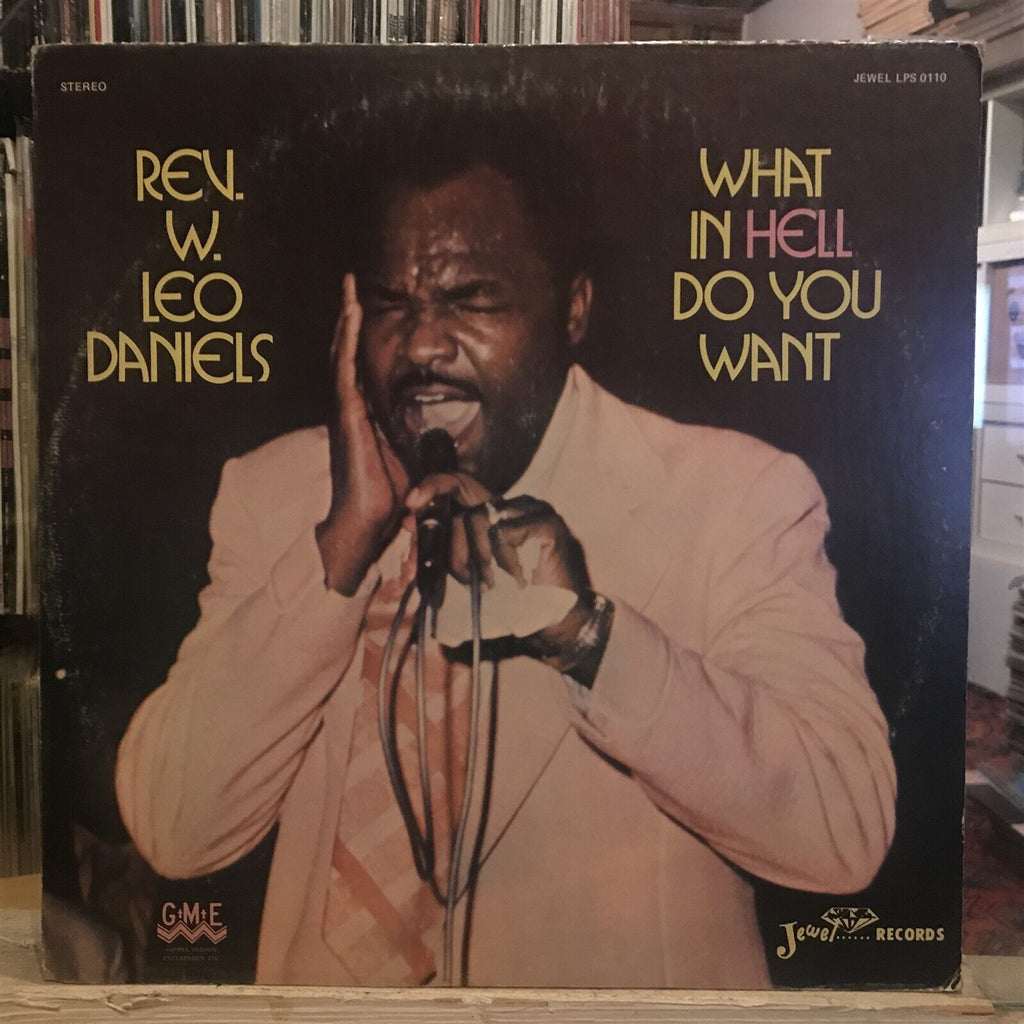 STEREO
JEWEL LPS 0110
REV.
W.
LEO
DANIELS
WHAT
IN HELL
DO YOU
WANT
G+M+E
Jewel RECORDS